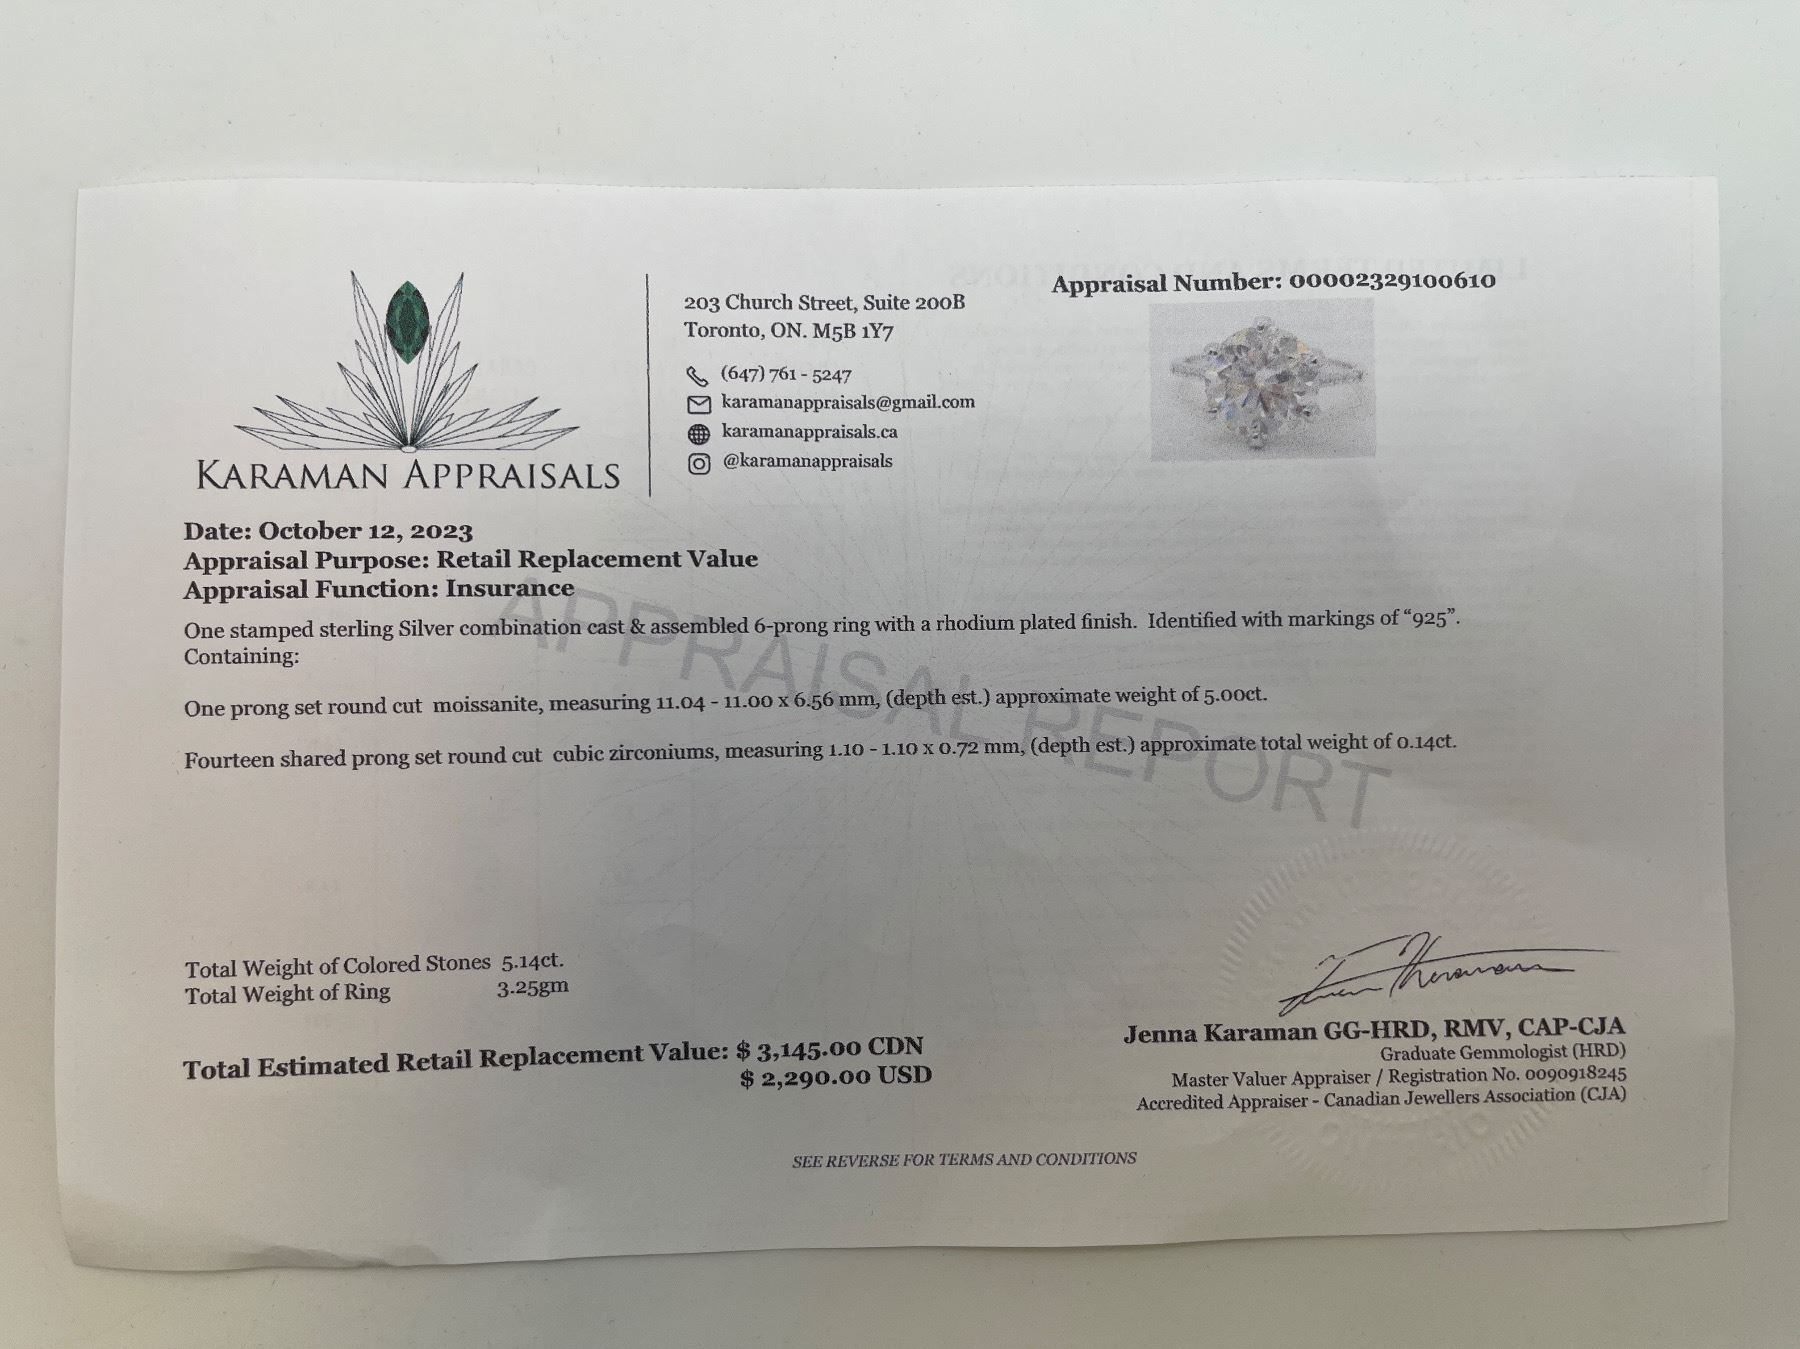 Appraisal Number: 00002329100610
203 Church Street, Suite 200B
Toronto, ON. M5B 1Y7
(647) 761 - 5247
karamanappraisals@gmail.com
karamanappraisals.ca
@karamanappraisals
KARAMAN APPRAISALS
Date: October 12, 2023
Appraisal Purpose: Retail Replacement Value
Appraisal Function: Insurance
APPRAISAL REPORT
One stamped sterling Silver combination cast & assembled 6-prong ring with a rhodium plated finish. Identified with markings of “925”.
Containing:
One prong set round cut moissanite, measuring 11.04 - 11.00 x 6.56 mm, (depth est.) approximate weight of 5.00ct.
Fourteen shared prong set round cut cubic zirconiums, measuring 1.10 - 1.10 x 0.72 mm, (depth est.) approximate total weight of 0.14ct.
Total Weight of Colored Stones 5.14ct.
Total Weight of Ring 3.25gm
Total Estimated Retail Replacement Value: $ 3,145.00 CDN
$ 2,290.00 USD
Jenna Karaman GG-HRD, RMV, CAP-CJA
Graduate Gemmologist (HRD)
Master Valuer Appraiser / Registration No. 0090918245
Accredited Appraiser - Canadian Jewellers Association (CJA)
SEE REVERSE FOR TERMS AND CONDITIONS